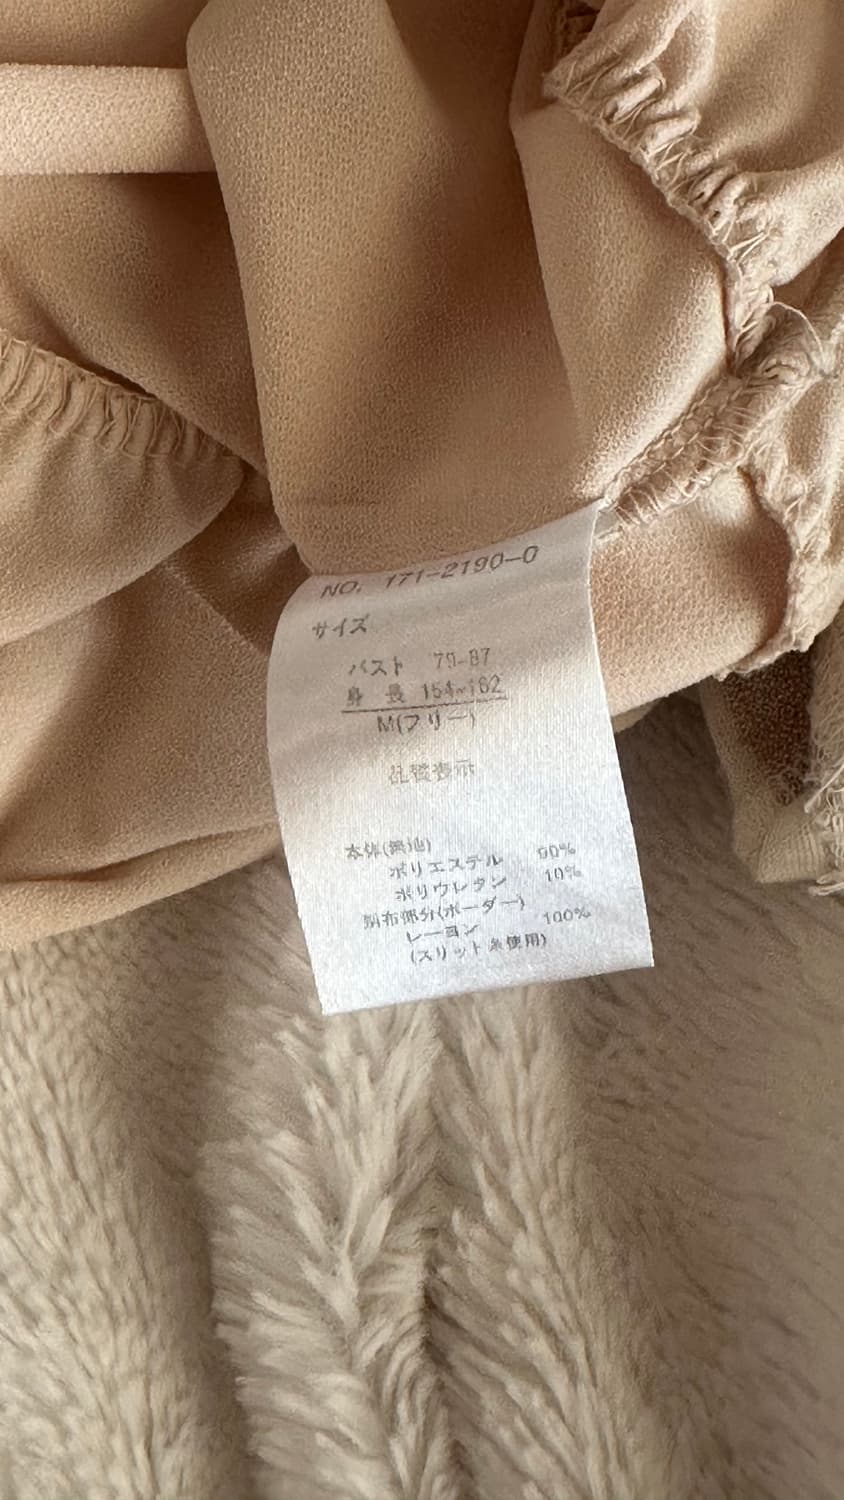 NO. 171-2190-0
サイズ
バスト 79-87
身 長 154~162
M(フリー)
品質表示
本体(無地)
ポリエステル 90%
ポリウレタン 10%
別布部分(ボーダー)
レーヨン 100%
(スリット糸使用)